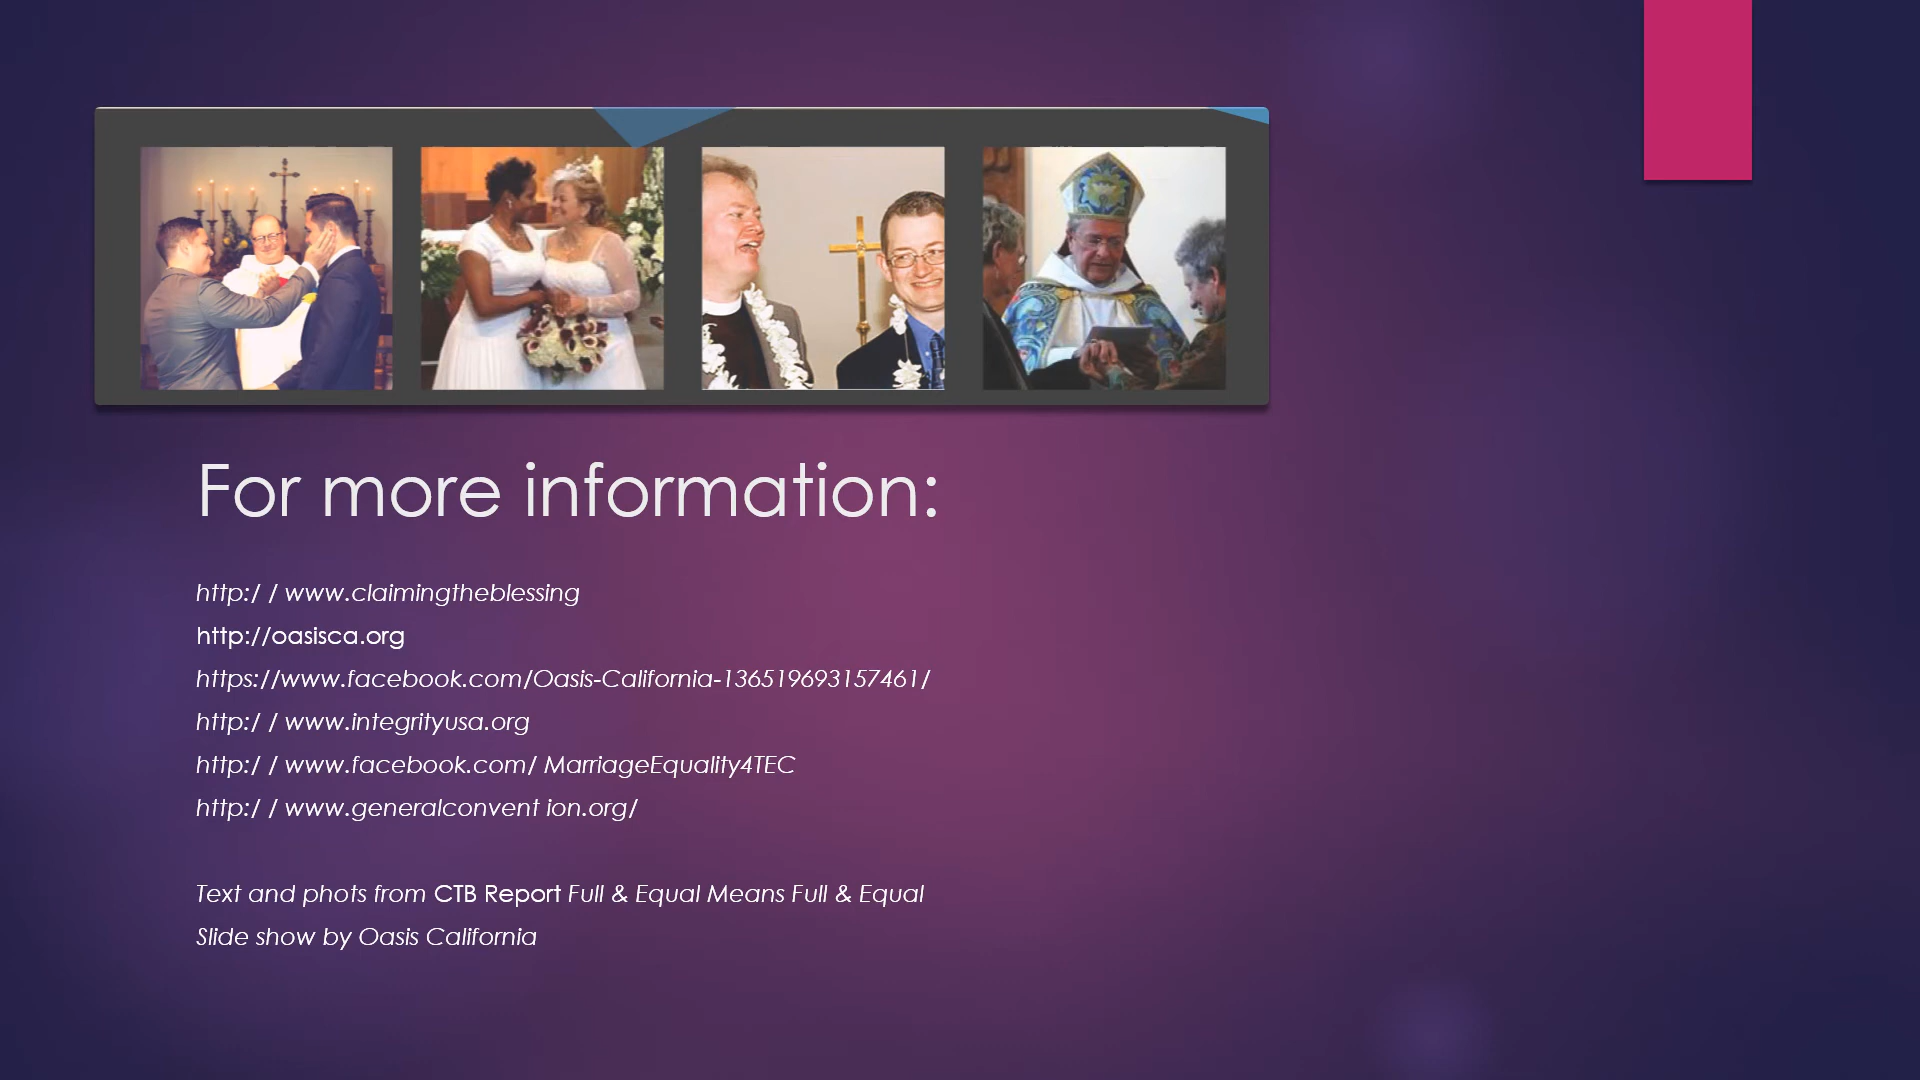 For more information:
http:/ / www.claimingtheblessing
http://oasisca.org
https://www.facebook.com/Oasis-California-136519693157461/
http:/ / www.integrityusa.org
http:/ / www.facebook.com/ MarriageEquality4TEC
http:/ / www.generalconvent ion.org/
Text and phots from CTB Report Full & Equal Means Full & Equal
Slide show by Oasis California